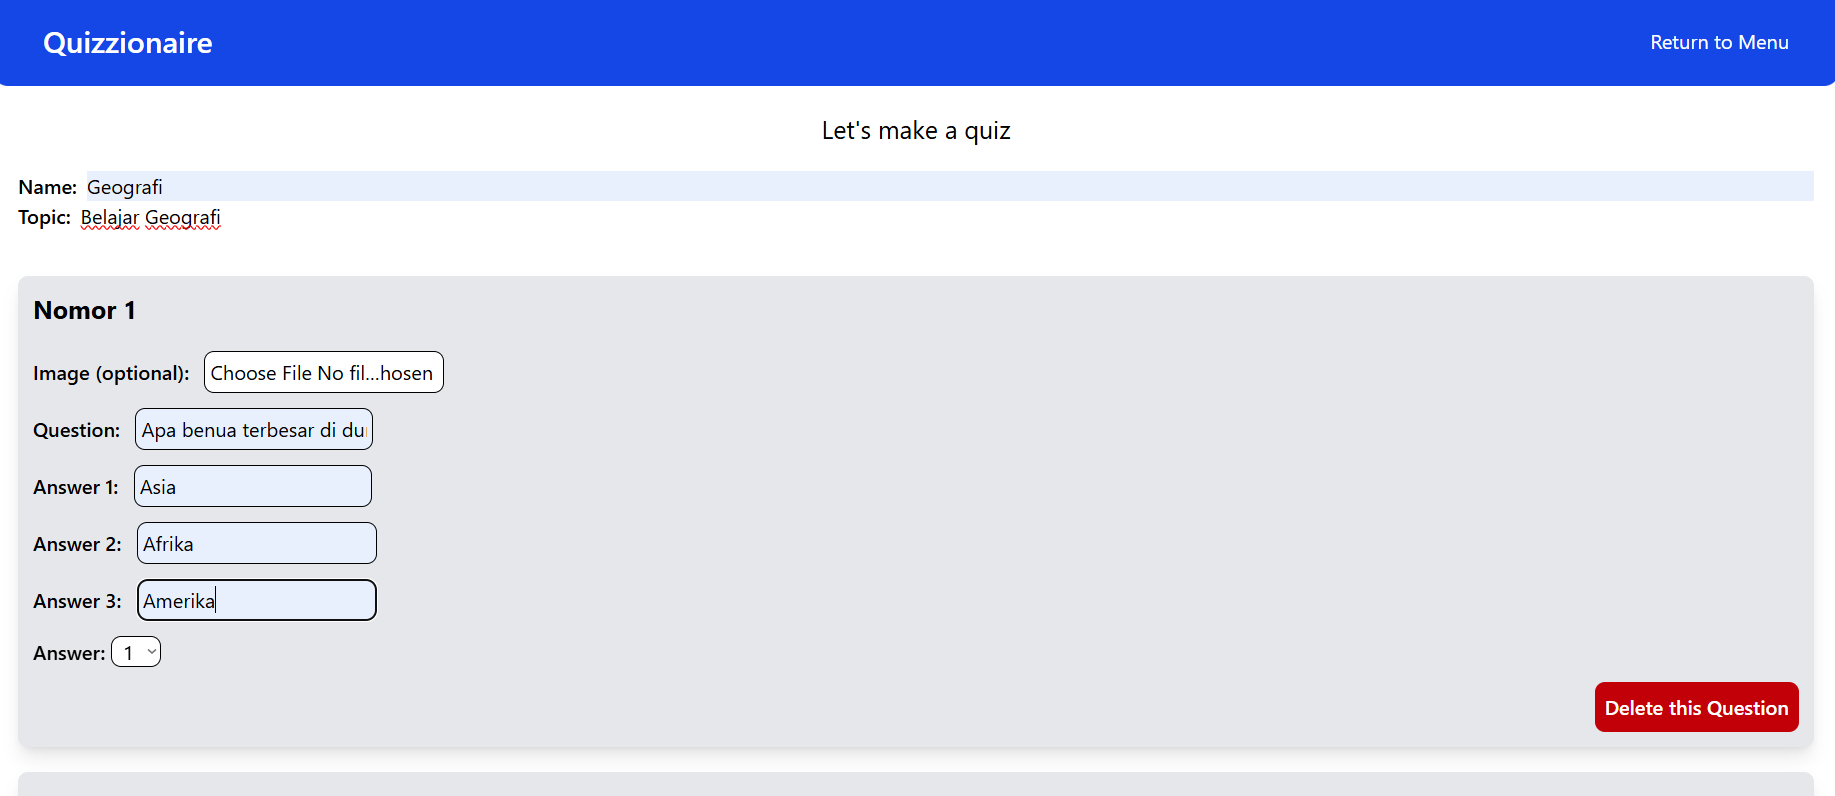 Quizzionaire
Return to Menu
Let's make a quiz
Name: Geografi
Topic: Belajar Geografi
Nomor 1
Image (optional): Choose File No fil...hosen
Question: Apa benua terbesar di
Answer 1: Asia
Answer 2: Afrika
Answer 3: Amerika
Answer: 1
Delete this Question